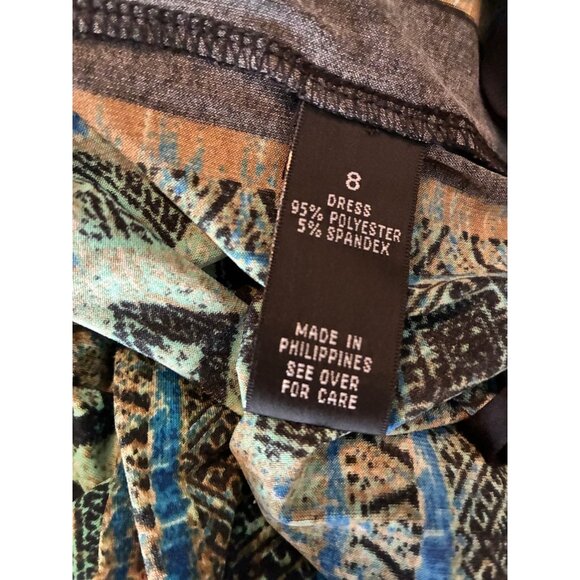 8
DRESS
95% POLYESTER
5% SPANDEX
MADE IN
PHILIPPINES
SEE OVER
FOR CARE